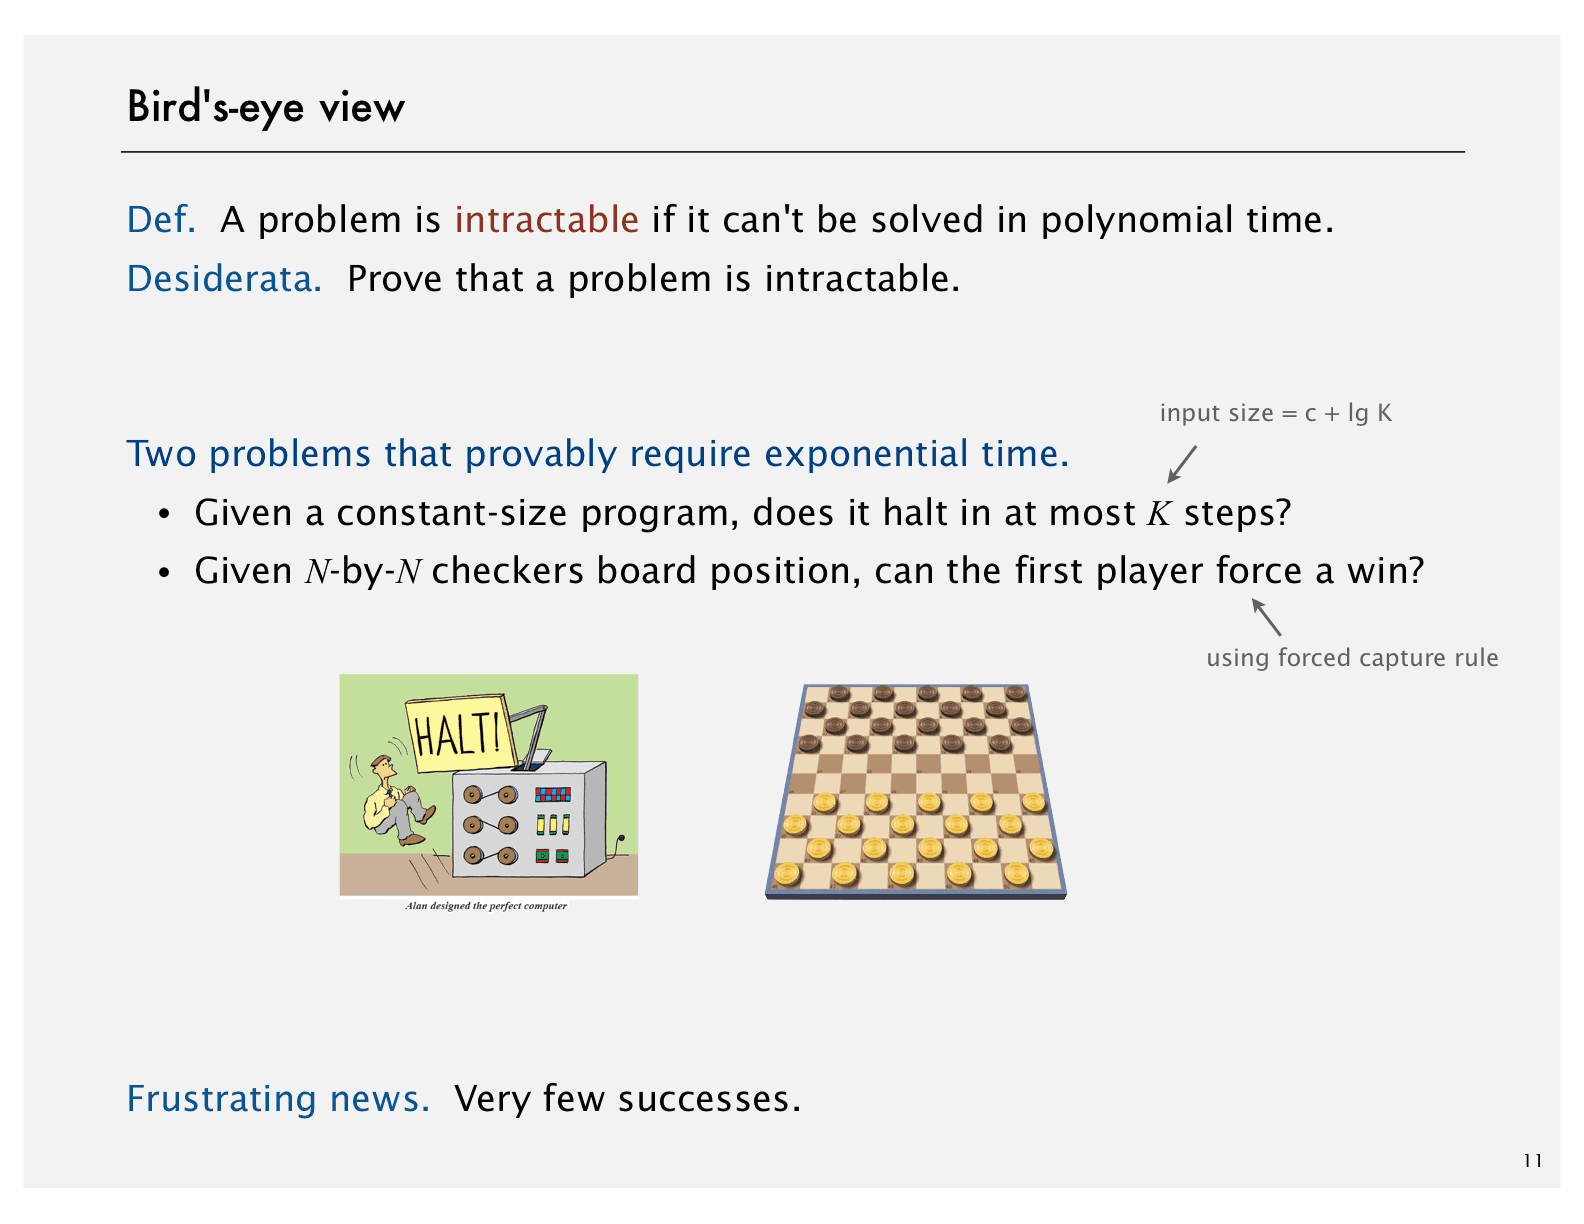 Bird's-eye view
Def. A problem is intractable if it can't be solved in polynomial time.
Desiderata. Prove that a problem is intractable.
input size = c + lg K
Two problems that provably require exponential time.
• Given a constant-size program, does it halt in at most K steps?
• Given N-by-N checkers board position, can the first player force a win?
using forced capture rule
HALT!
Alan designed the perfect computer
Frustrating news. Very few successes.
11